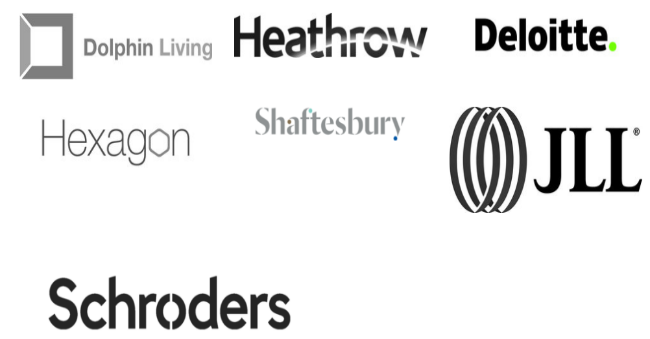 Dolphin Living
Heathrow
Deloitte.
Hexagon
Shaftesbury
JLL®
Schroders